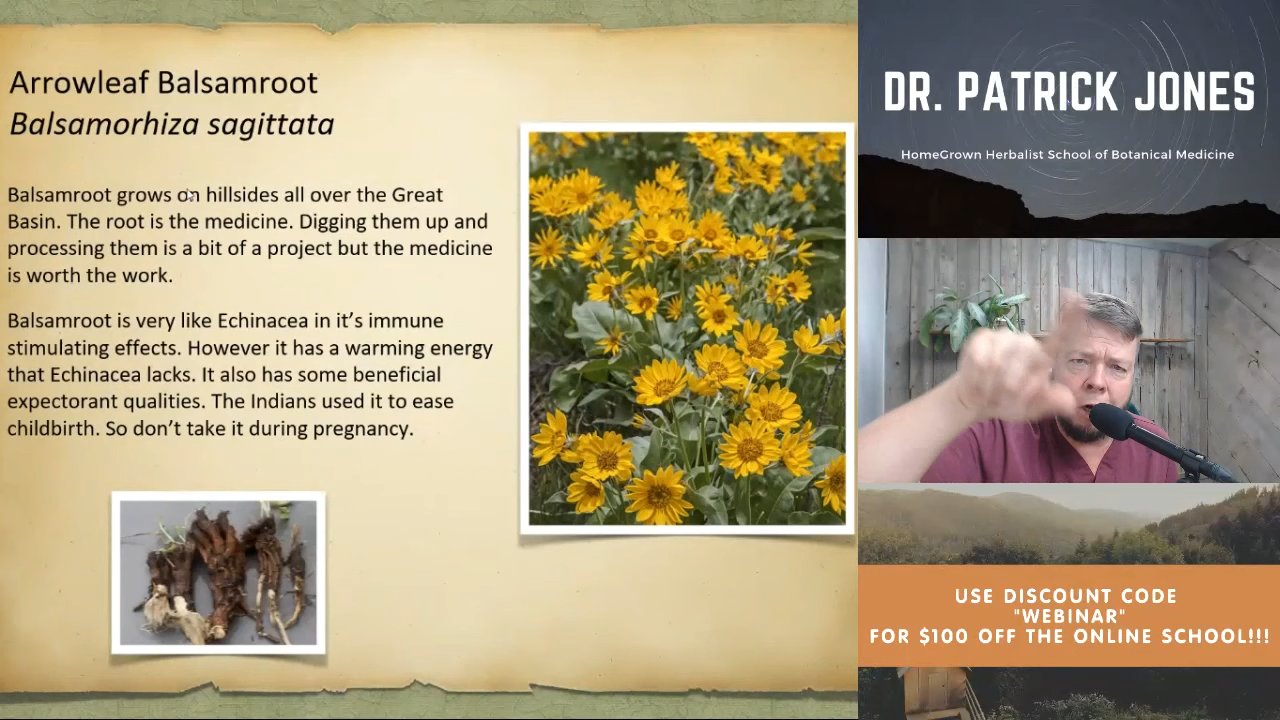 Arrowleaf Balsamroot
Balsamorhiza sagittata
Balsamroot grows on hillsides all over the Great
Basin. The root is the medicine. Digging them up and
processing them is a bit of a project but the medicine
is worth the work.
Balsamroot is very like Echinacea in it’s immune
stimulating effects. However it has a warming energy
that Echinacea lacks. It also has some beneficial
expectorant qualities. The Indians used it to ease
childbirth. So don’t take it during pregnancy.
DR. PATRICK JONES
HomeGrown Herbalist School of Botanical Medicine
USE DISCOUNT CODE
"WEBINAR"
FOR $100 OFF THE ONLINE SCHOOL!!!